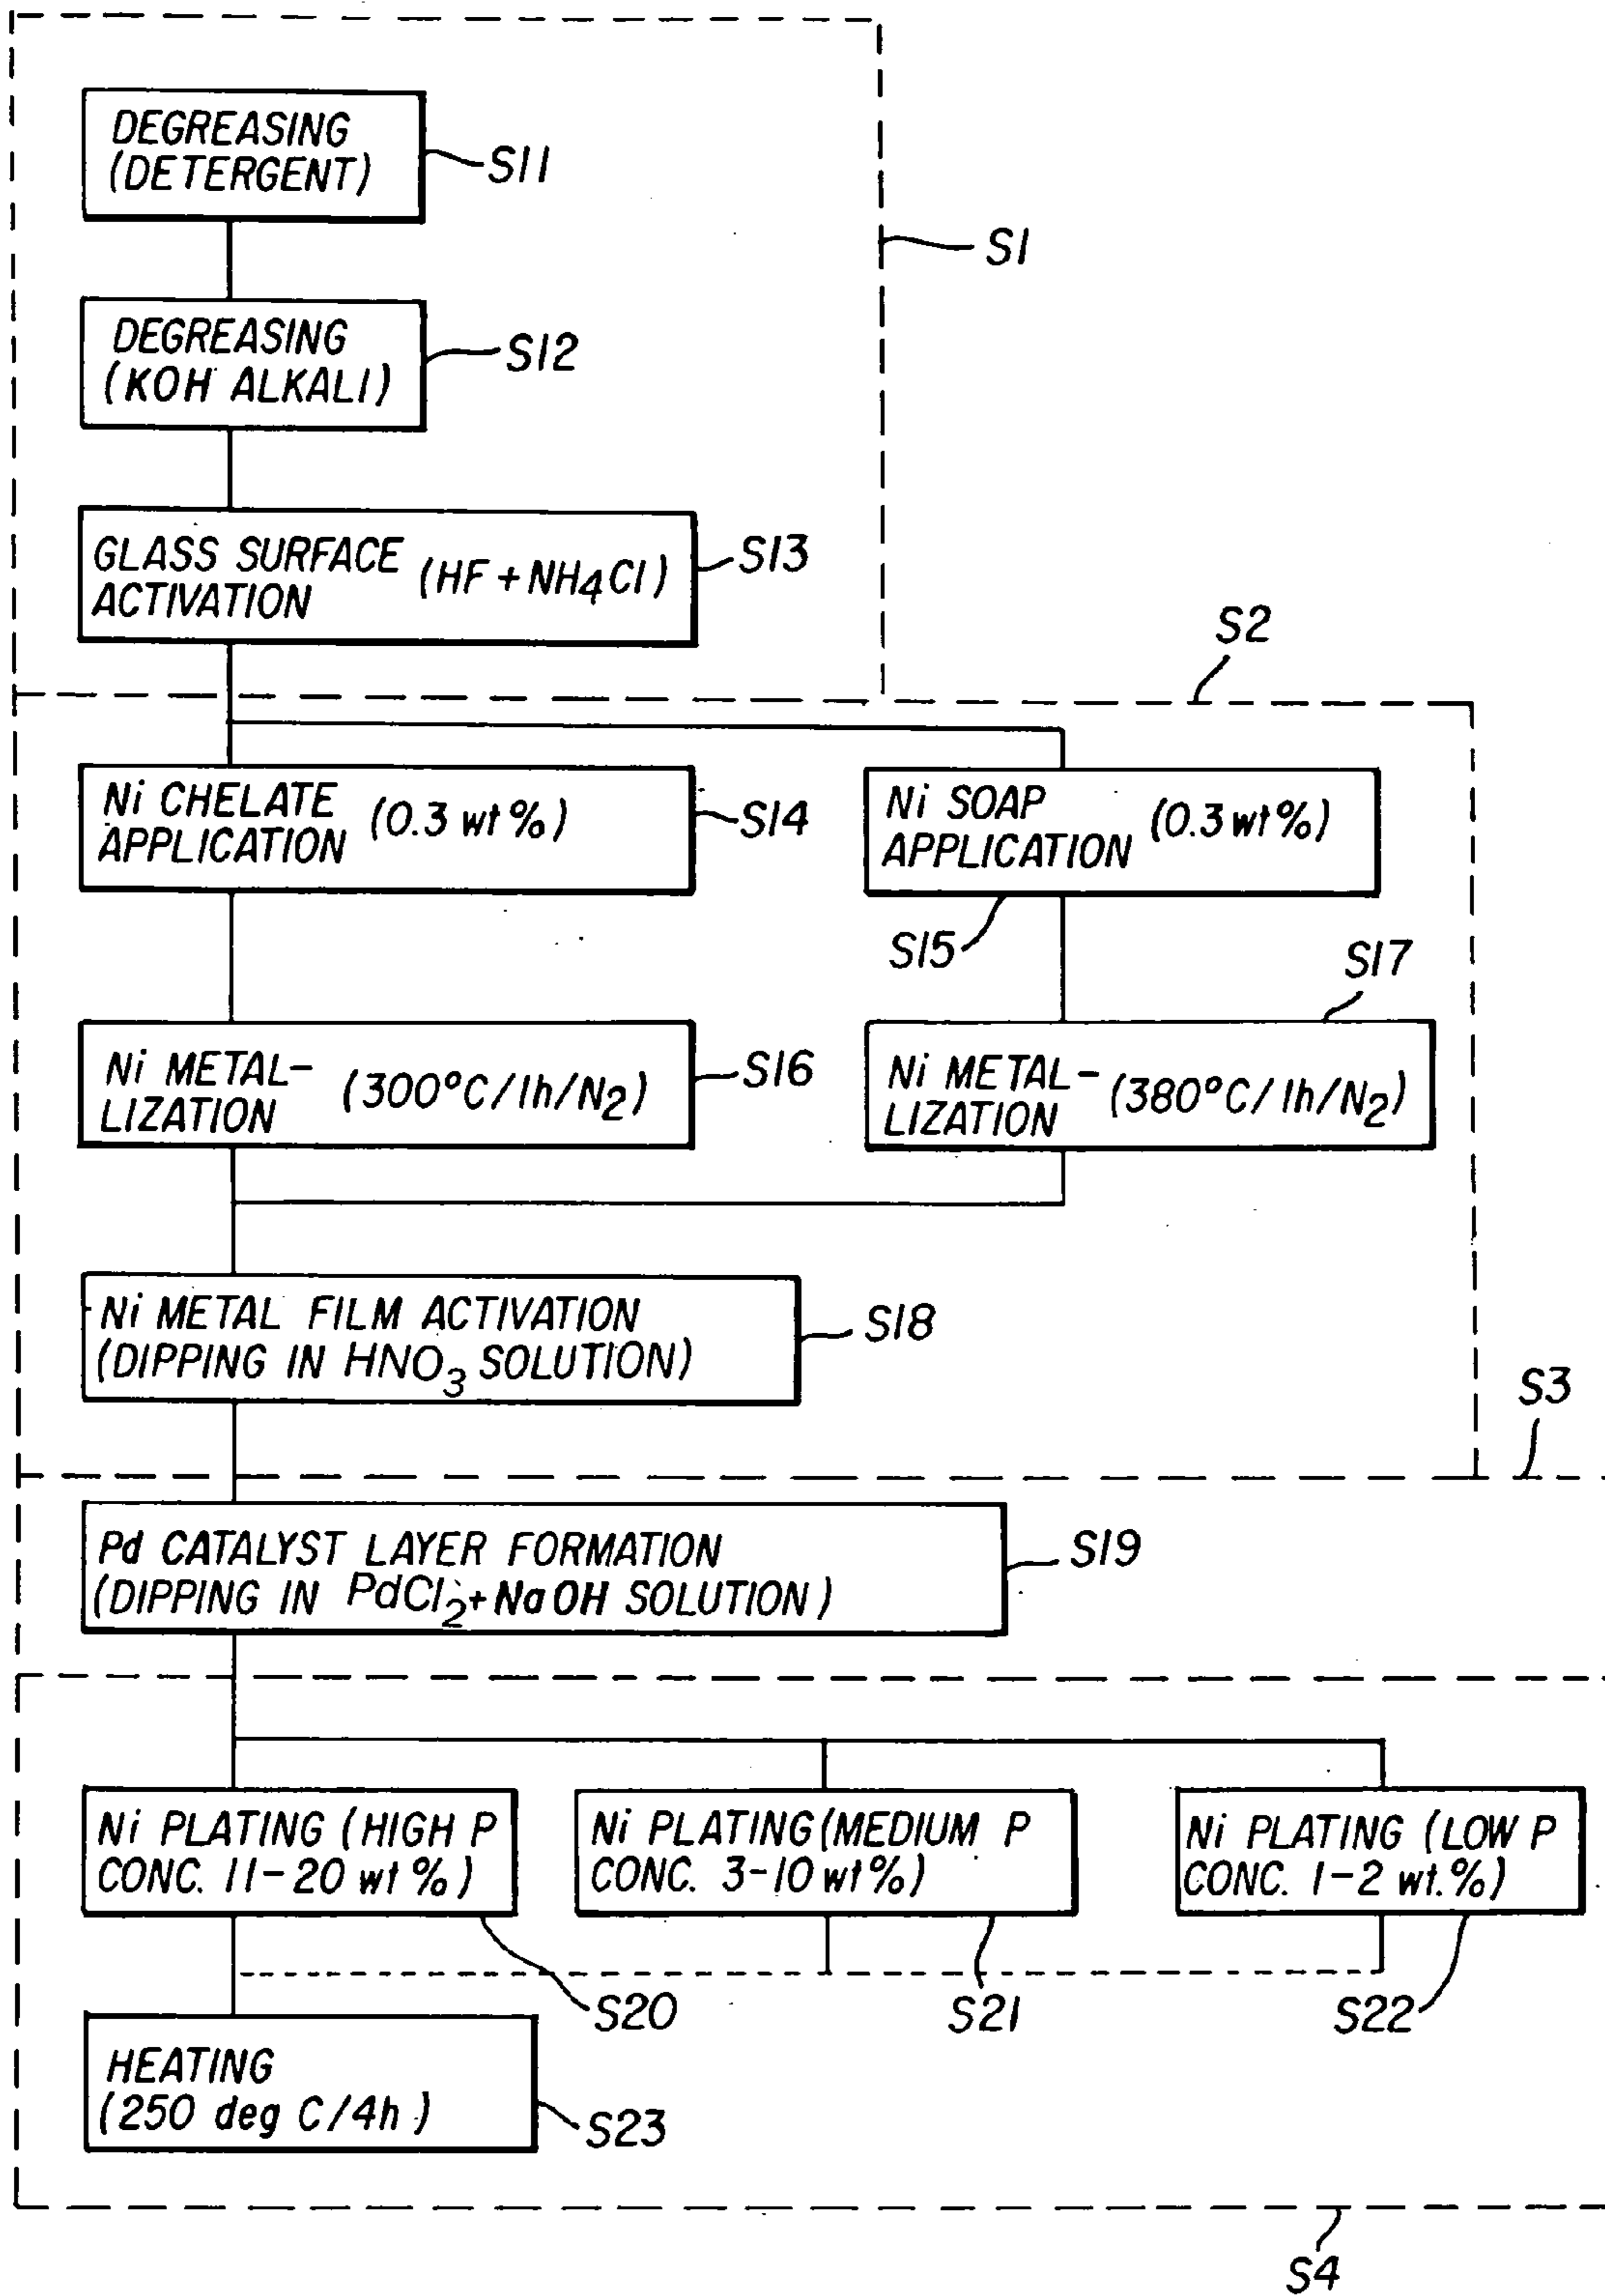 DEGREASING
(DETERGENT)
S11
S1
DEGREASING
(KOH ALKALI)
S12
GLASS SURFACE
ACTIVATION
(HF+NH4Cl)
S13
S2
Ni CHELATE
APPLICATION
(0.3 wt%)
S14
Ni SOAP
APPLICATION
(0.3 wt%)
S15
S17
Ni METAL-
LIZATION
(300°C/1h/N2)
S16
Ni METAL-
LIZATION
(380°C/1h/N2)
Ni METAL FILM ACTIVATION
(DIPPING IN HNO3 SOLUTION)
S18
S3
Pd CATALYST LAYER FORMATION
(DIPPING IN PdCl2+NaOH SOLUTION)
S19
Ni PLATING (HIGH P
CONC. 11-20 wt%)
Ni PLATING (MEDIUM P
CONC. 3-10 wt%)
Ni PLATING (LOW P
CONC. 1-2 wt.%)
S20
S21
S22
HEATING
(250 deg C/4h)
S23
S4